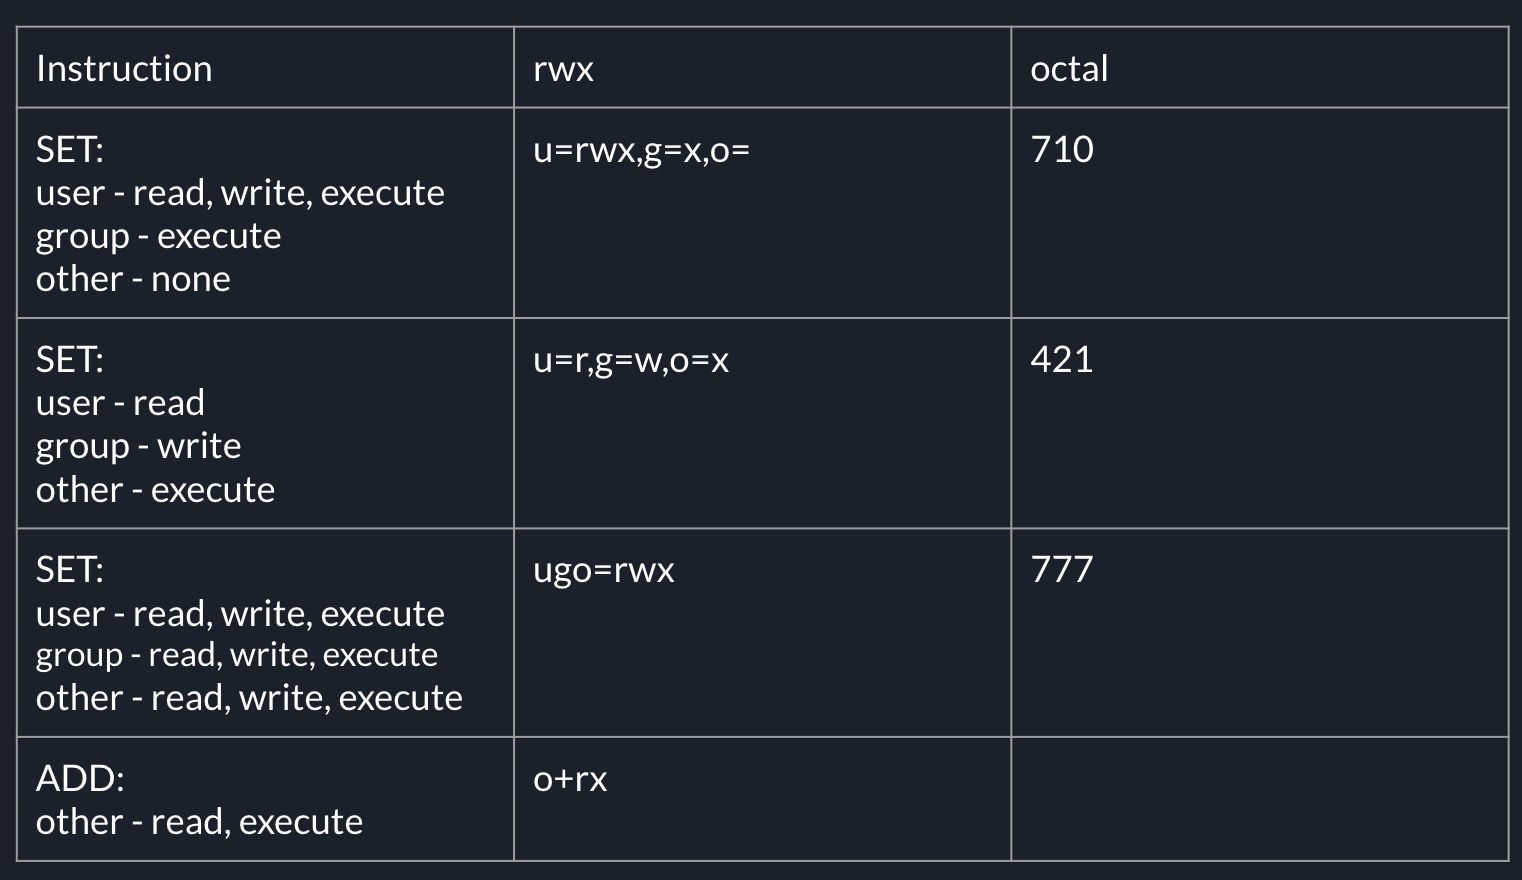 Instruction
rwx
octal
SET:
user - read, write, execute
group - execute
other - none
u=rwx,g=x,o=
710
SET:
user - read
group - write
other - execute
u=r,g=w,o=x
421
SET:
user - read, write, execute
group - read, write, execute
other - read, write, execute
ugo=rwx
777
ADD:
other - read, execute
o+rx